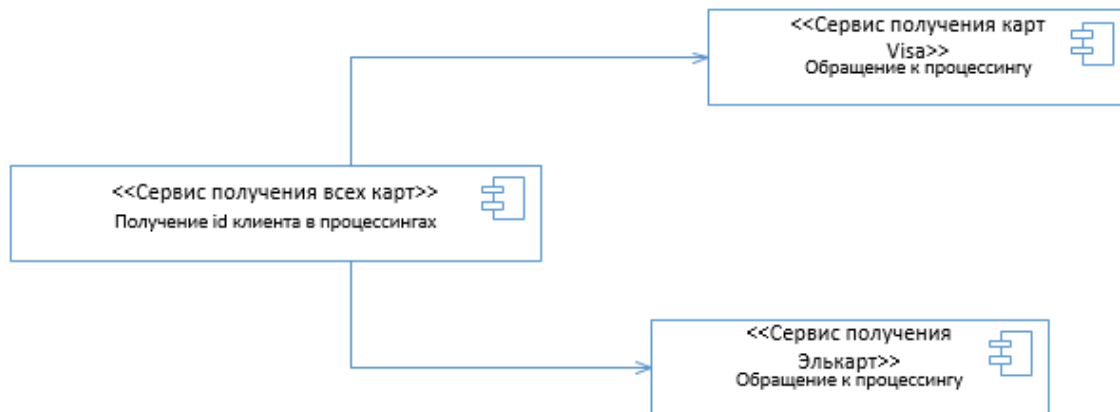 <<Сервис получения карт
Visa>>
Обращение к процессингу
<<Сервис получения всех карт>>
Получение id клиента в процессингах
<<Сервис получения
Элькарт>>
Обращение к процессингу